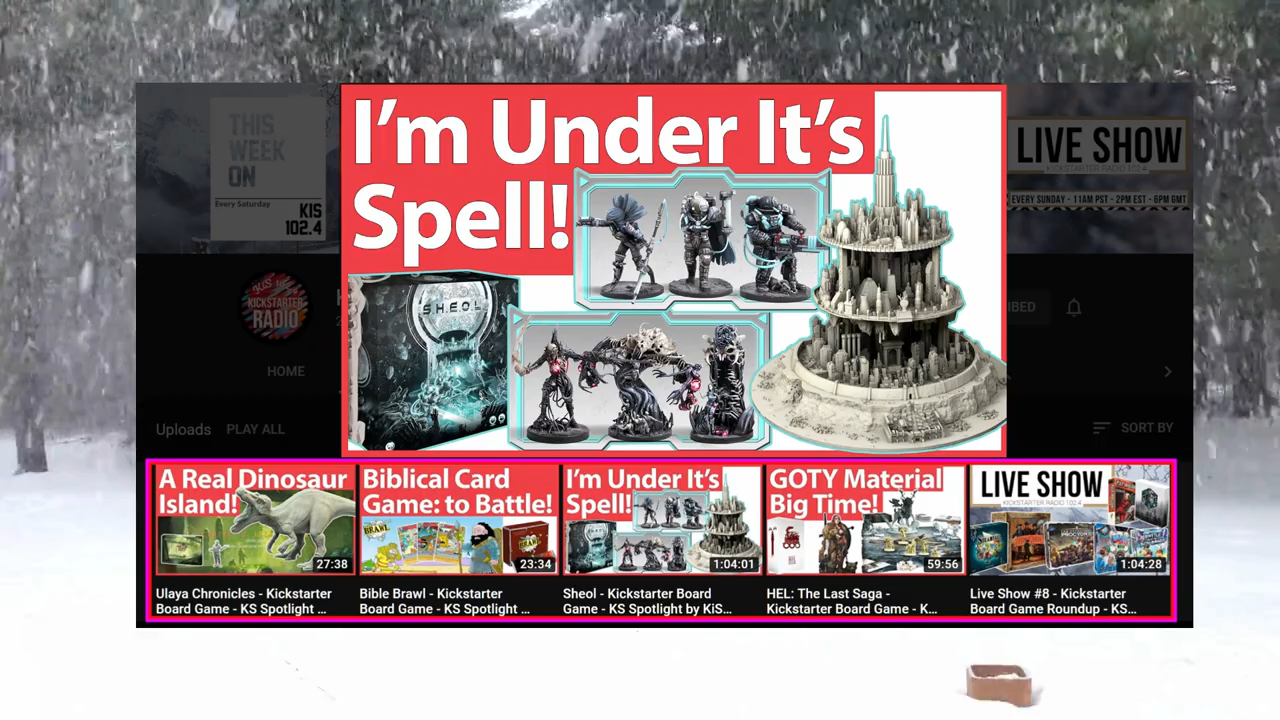 THIS
WEEK
ON
Every Saturday
KIS
102.4
I'm Under It's
Spell!
SHEOL
LIVE SHOW
KICKSTARTER RADIO 102.4
EVERY SUNDAY - 11AM PST - 2PM EST - 6PM GMT
KICKSTARTER
RADIO
HOME
Uploads PLAY ALL
SORT BY
A Real Dinosaur
Island!
27:38
Ulaya Chronicles - Kickstarter
Board Game - KS Spotlight ...
Biblical Card
Game: to Battle!
BRAWL
23:34
Bible Brawl - Kickstarter
Board Game - KS Spotlight ...
I'm Under It's
Spell!
1:04:01
Sheol - Kickstarter Board
Game - KS Spotlight by KiS...
GOTY Material
Big Time!
59:56
HEL: The Last Saga -
Kickstarter Board Game - K...
LIVE SHOW
KICKSTARTER RADIO 102.4
1:04:28
Live Show #8 - Kickstarter
Board Game Roundup - KS...